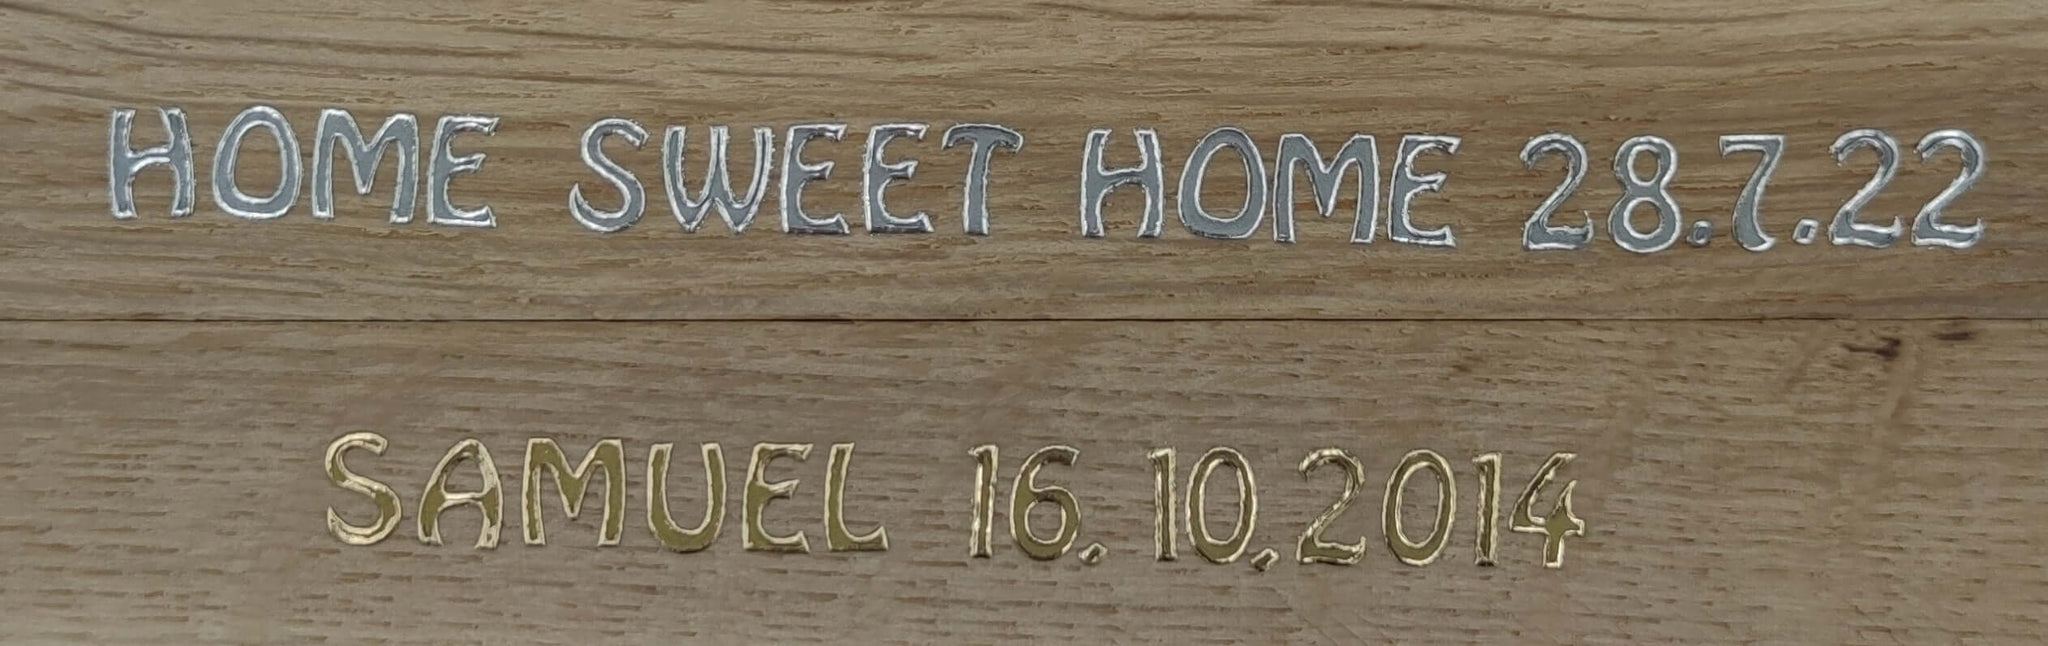 HOME SWEET HOME 28.7.22
SAMUEL 16.10.2014